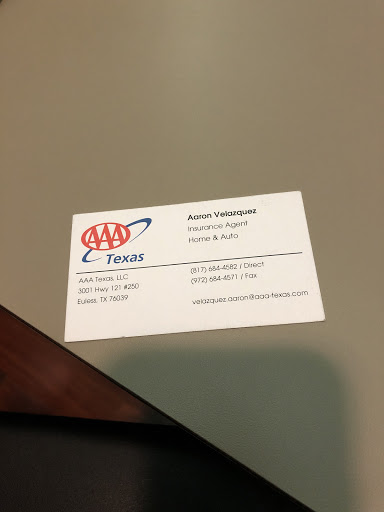 AAA
Texas
Aaron Velazquez
Insurance Agent
Home & Auto
AAA Texas, LLC
3001 Hwy 121 #250
Euless, TX 76039
(817) 684-4582 / Direct
(972) 684-4571 / Fax
velazquez.aaron@aaa-texas.com